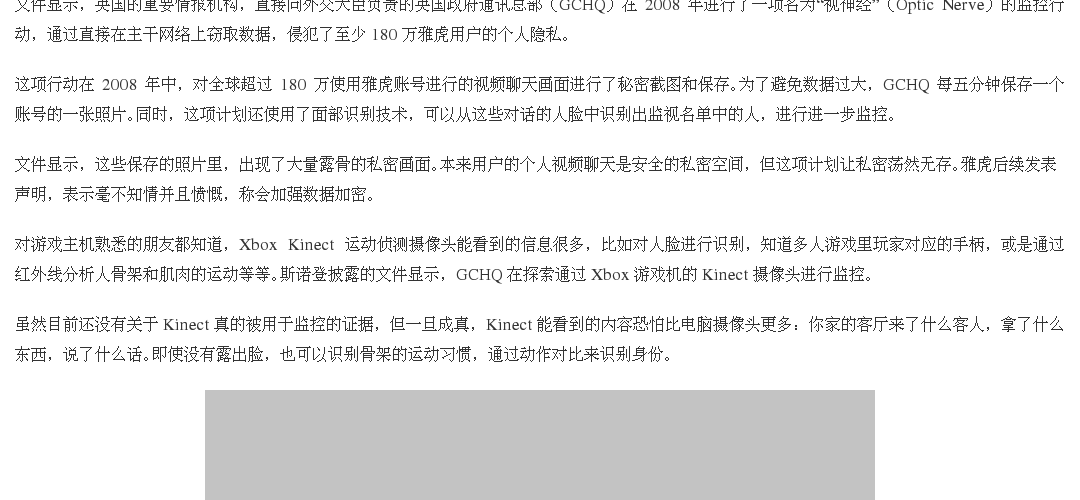 文件显示，英国的重要情报机构，直接向外交大臣负责的英国政府通讯总部（GCHQ）在 2008 年进行了一项名为“视神经”（Optic Nerve）的监控行
动，通过直接在主干网络上窃取数据，侵犯了至少 180 万雅虎用户的个人隐私。
这项行动在 2008 年中，对全球超过 180 万使用雅虎账号进行的视频聊天画面进行了秘密截图和保存。为了避免数据过大，GCHQ 每五分钟保存一个
账号的一张照片。同时，这项计划还使用了面部识别技术，可以从这些对话的人脸中识别出监视名单中的人，进行进一步监控。
文件显示，这些保存的照片里，出现了大量露骨的私密画面。本来用户的个人视频聊天是安全的私密空间，但这项计划让私密荡然无存。雅虎后续发表
声明，表示毫不知情并且愤慨，称会加强数据加密。
对游戏主机熟悉的朋友都知道，Xbox Kinect 运动侦测摄像头能看到的信息很多，比如对人脸进行识别，知道多人游戏里玩家对应的手柄，或是通过
红外线分析人骨架和肌肉的运动等等。斯诺登披露的文件显示，GCHQ 在探索通过 Xbox 游戏机的 Kinect 摄像头进行监控。
虽然目前还没有关于 Kinect 真的被用于监控的证据，但一旦成真，Kinect 能看到的内容恐怕比电脑摄像头更多：你家的客厅来了什么客人，拿了什么
东西，说了什么话。即使没有露出脸，也可以识别骨架的运动习惯，通过动作对比来识别身份。